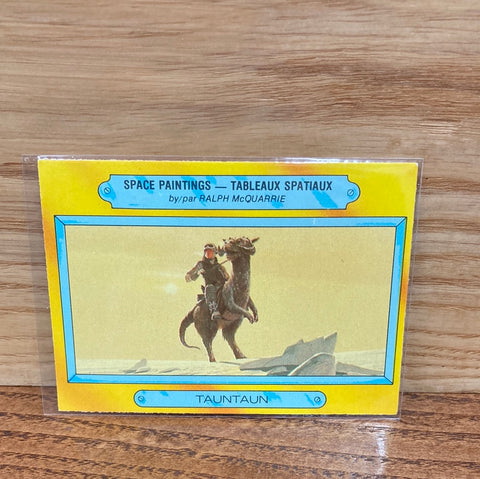 SPACE PAINTINGS — TABLEAUX SPATIAUX
by/par RALPH McQUARRIE
TAUNTAUN